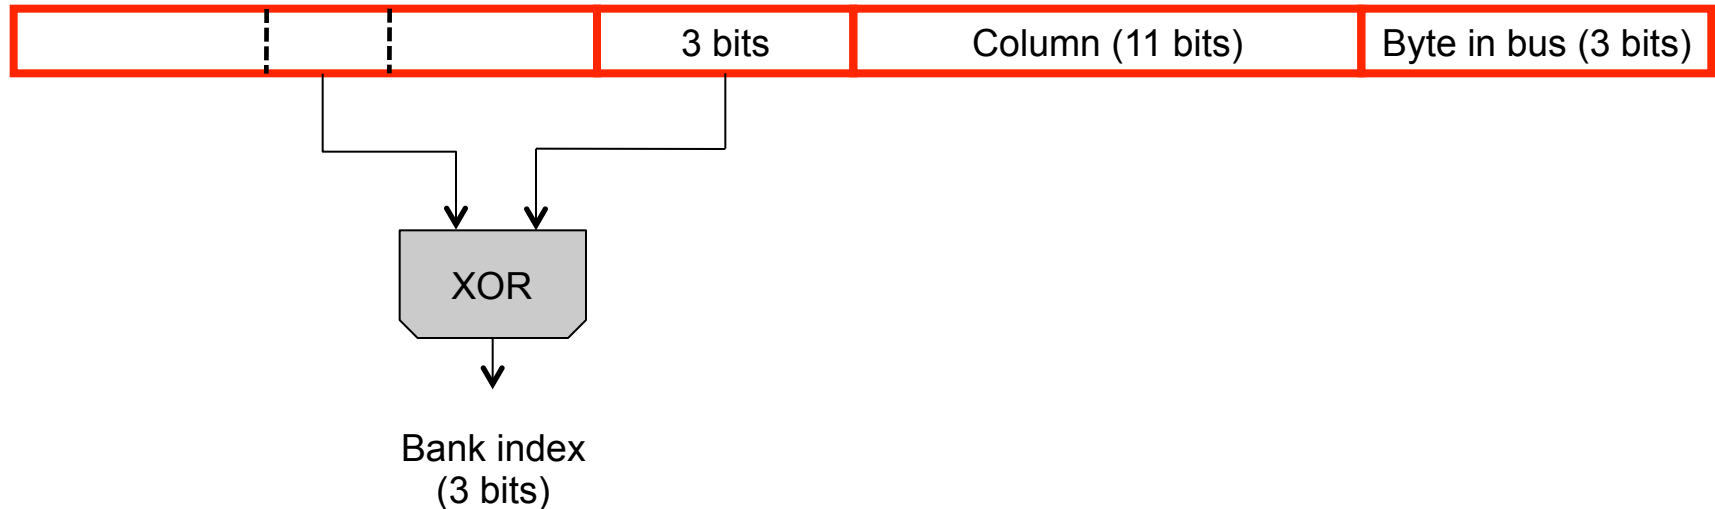 3 bits
Column (11 bits)
Byte in bus (3 bits)
XOR
Bank index
(3 bits)